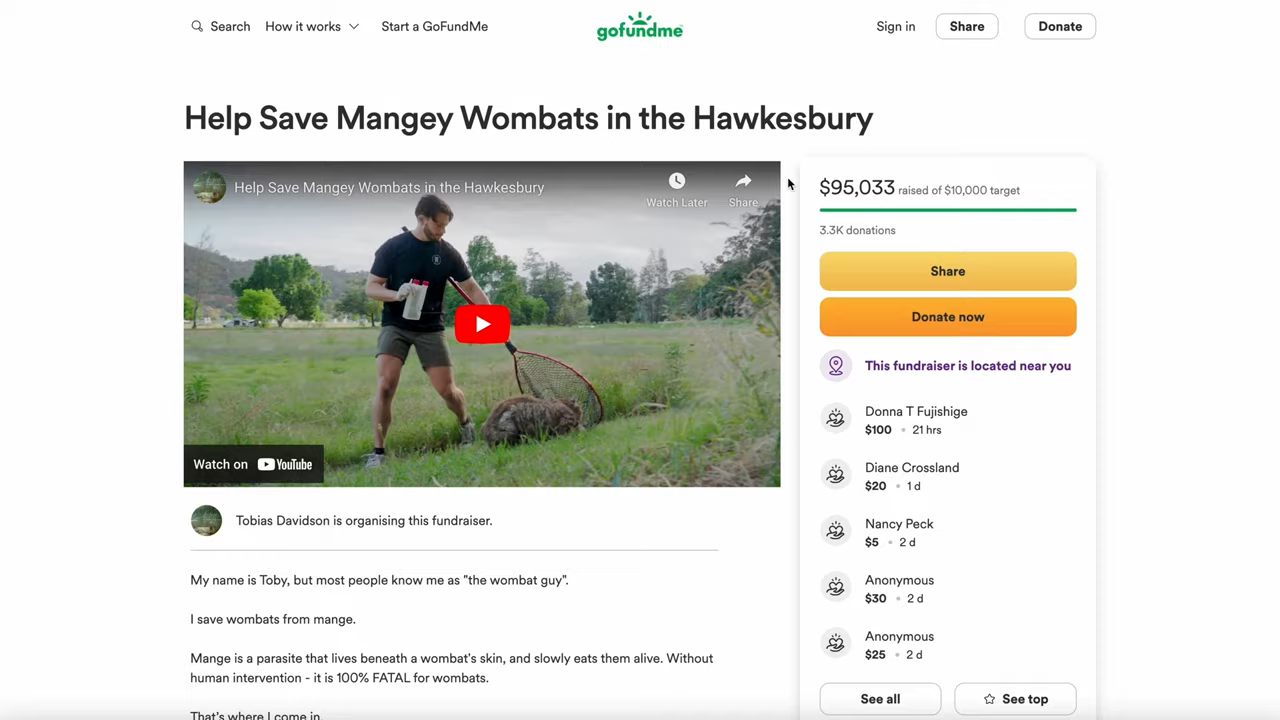 Search How it works Start a GoFundMe gofundme Sign in Share Donate
Help Save Mangey Wombats in the Hawkesbury
Help Save Mangey Wombats in the Hawkesbury
Watch Later Share
Watch on YouTube
Tobias Davidson is organising this fundraiser.
My name is Toby, but most people know me as "the wombat guy".
I save wombats from mange.
Mange is a parasite that lives beneath a wombat's skin, and slowly eats them alive. Without
human intervention - it is 100% FATAL for wombats.
That's where I come in.
$95,033 raised of $10,000 target
3.3K donations
Share
Donate now
This fundraiser is located near you
Donna T Fujishige
$100 • 21 hrs
Diane Crossland
$20 • 1 d
Nancy Peck
$5 • 2 d
Anonymous
$30 • 2 d
Anonymous
$25 • 2 d
See all See top